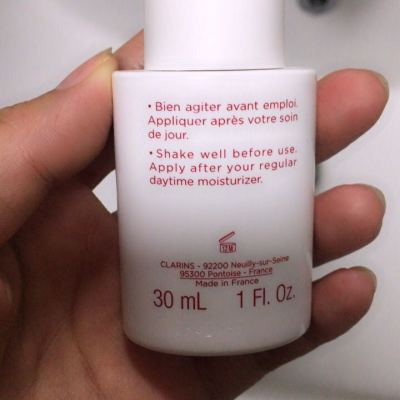 • Bien agiter avant emploi.
Appliquer après votre soin
de jour.
• Shake well before use.
Apply after your regular
daytime moisturizer.
12M
CLARINS - 92200 Neuilly-sur-Seine
95300 Pontoise - France
Made in France
30 mL 1 Fl. Oz.